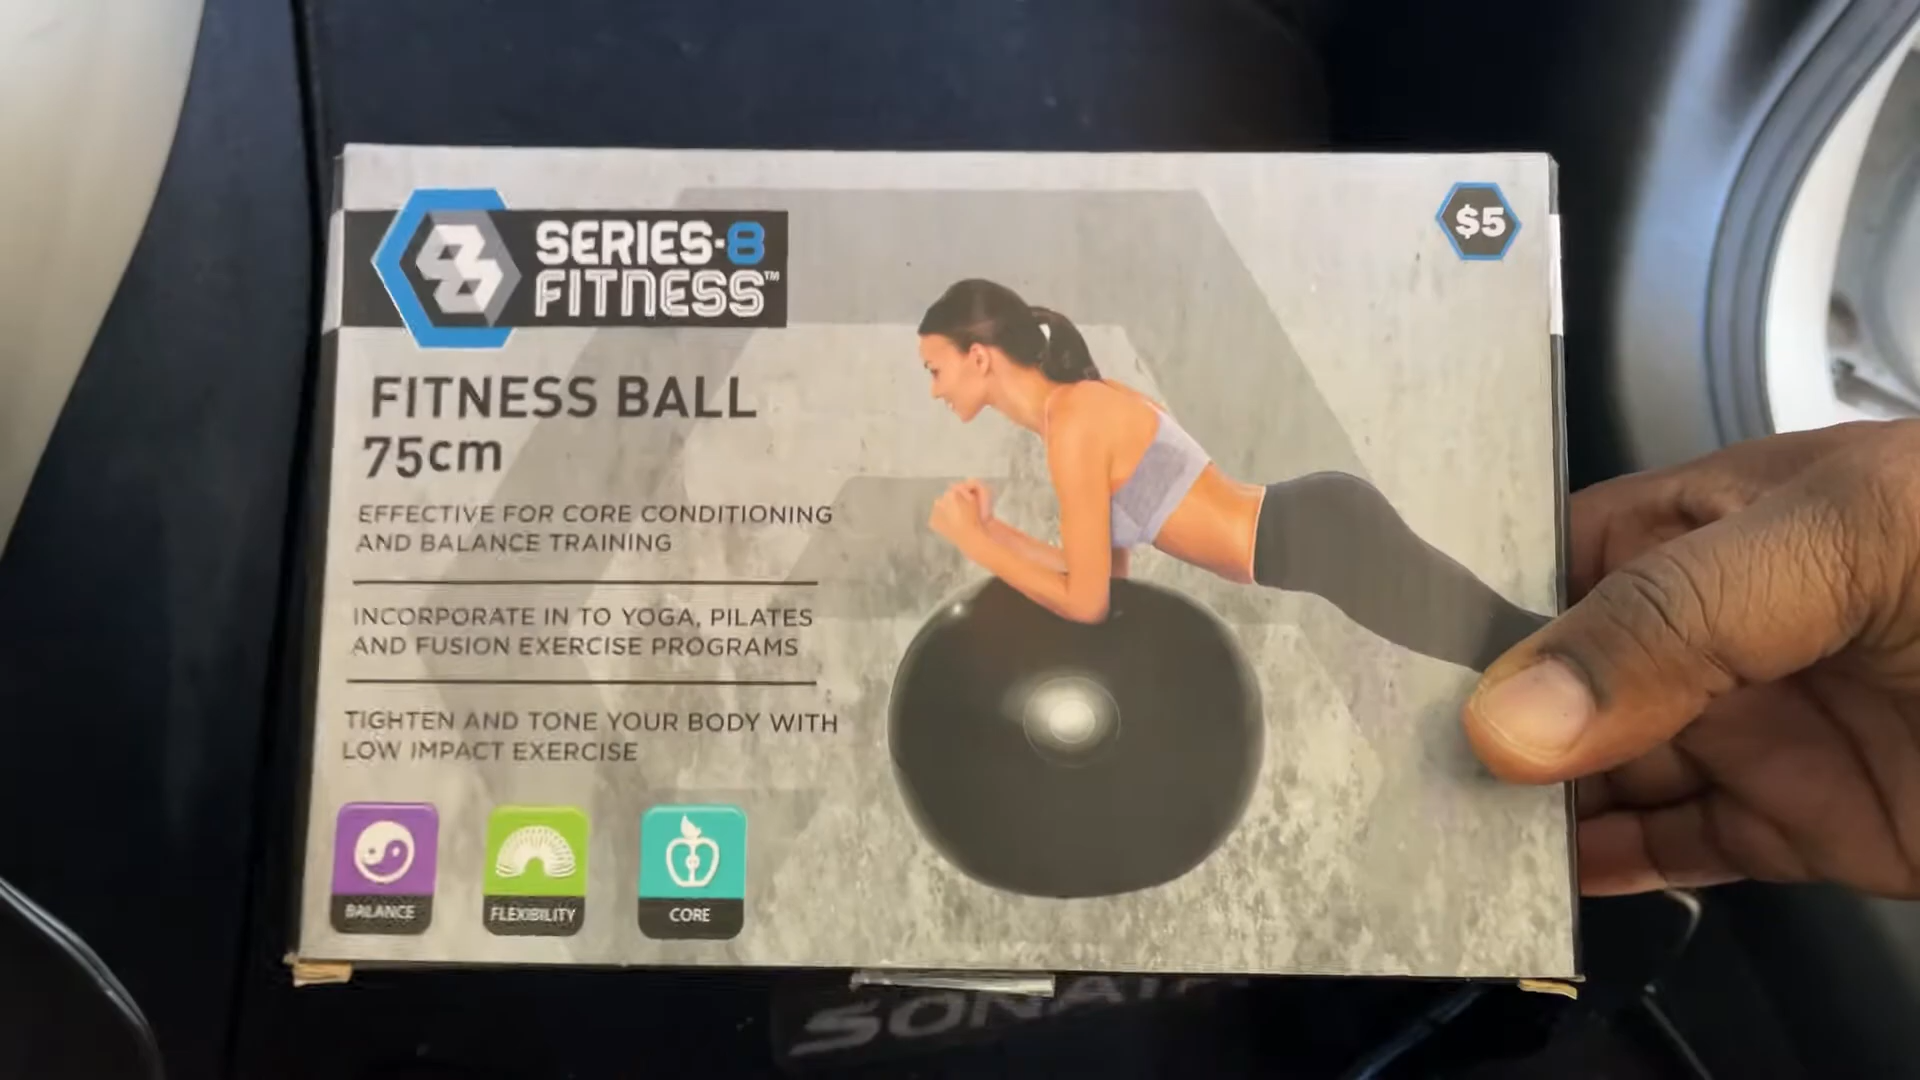 SERIES-8
FITNESS™
$5
FITNESS BALL
75cm
EFFECTIVE FOR CORE CONDITIONING
AND BALANCE TRAINING
INCORPORATE IN TO YOGA, PILATES
AND FUSION EXERCISE PROGRAMS
TIGHTEN AND TONE YOUR BODY WITH
LOW IMPACT EXERCISE
BALANCE
FLEXIBILITY
CORE
SONATA